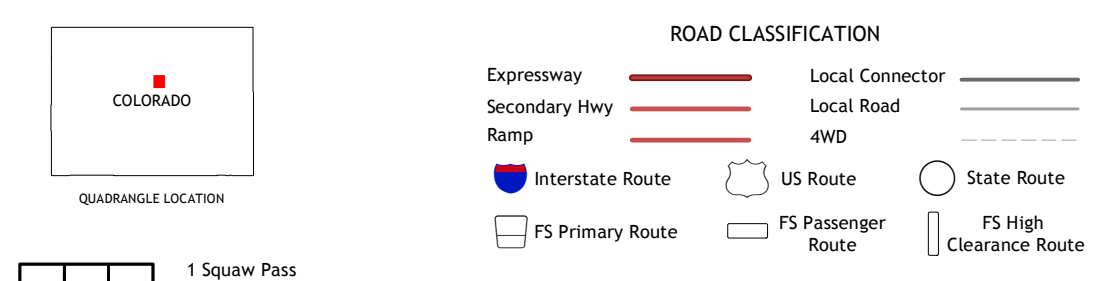 COLORADO
QUADRANGLE LOCATION
1 Squaw Pass
ROAD CLASSIFICATION
Expressway
Local Connector
Secondary Hwy
Local Road
Ramp
4WD
Interstate Route
US Route
State Route
FS Primary Route
FS Passenger
Route
FS High
Clearance Route